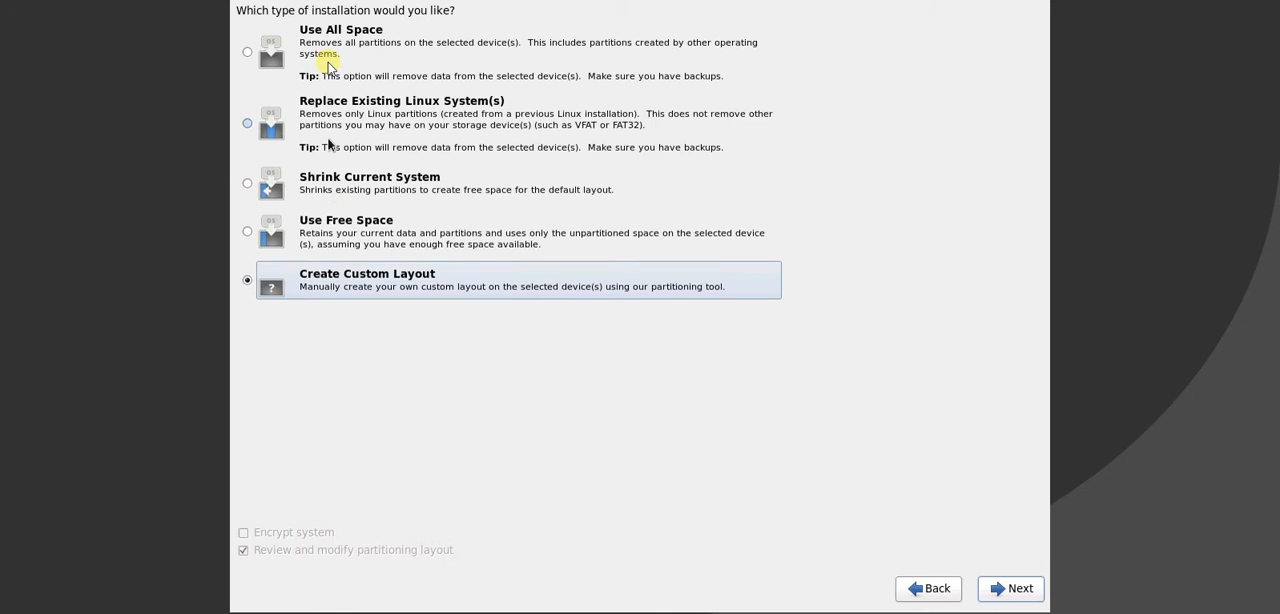 Which type of installation would you like?
Use All Space
Removes all partitions on the selected device(s).  This includes partitions created by other operating
systems.
Tip: This option will remove data from the selected device(s).  Make sure you have backups.
Replace Existing Linux System(s)
Removes only Linux partitions (created from a previous Linux installation).  This does not remove other
partitions you may have on your storage device(s) (such as VFAT or FAT32).
Tip: This option will remove data from the selected device(s).  Make sure you have backups.
Shrink Current System
Shrinks existing partitions to create free space for the default layout.
Use Free Space
Retains your current data and partitions and uses only the unpartitioned space on the selected device
(s), assuming you have enough free space available.
Create Custom Layout
Manually create your own custom layout on the selected device(s) using our partitioning tool.
OS
OS
OS
OS
?
Encrypt system
Review and modify partitioning layout
Back
Next